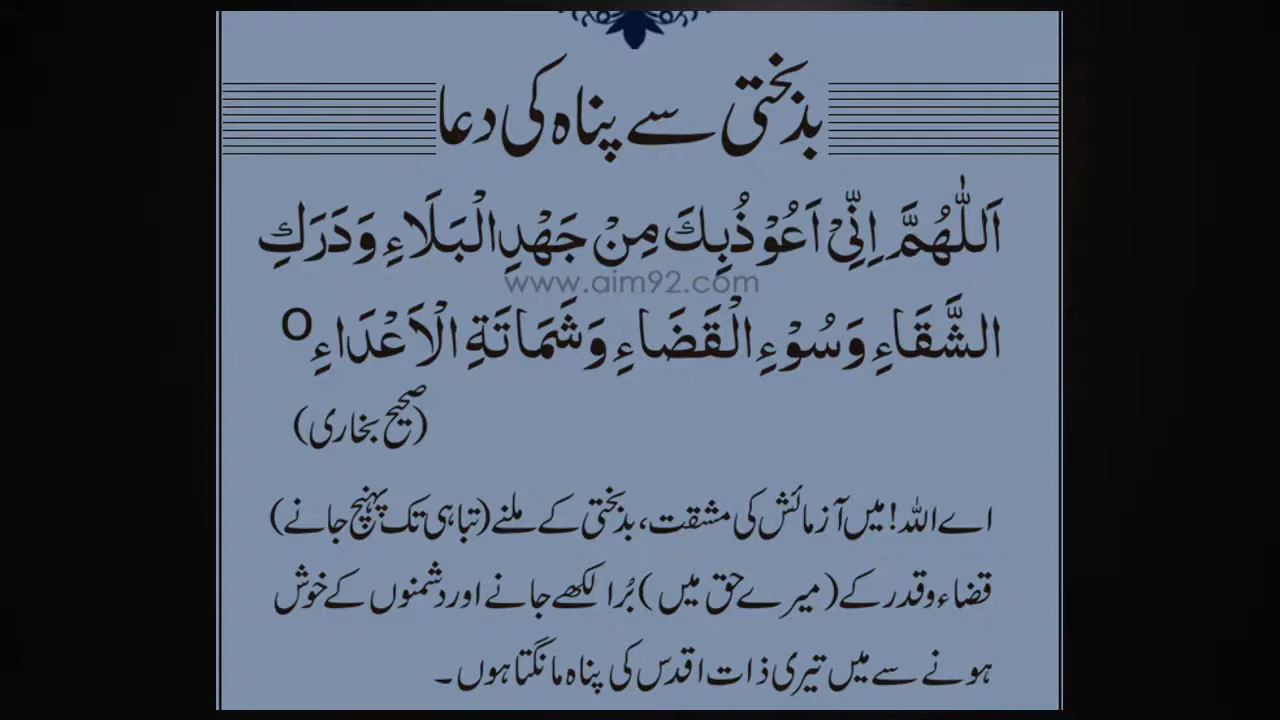 بدبختی سے پناہ کی دعا
اَللّٰهُمَّ اِنِّیْ اَعُوْذُبِكَ مِنْ جَهْدِالْبَلَاءِ وَدَرَكِ
www.aim92.com
الشَّقَاءِ وَسُوْءِ الْقَضَاءِ وَشَمَاتَةِ الْاَعْدَاءِ O
(صحیح بخاری)
اے اللہ! میں آزمائش کی مشقت، بدبختی کے ملنے (تباہی تک پہنچ جانے)
قضاء و قدر کے (میرے حق میں) بُرا لکھے جانے اور دشمنوں کے خوش
ہونے سے میں تیری ذات اقدس کی پناہ مانگتا ہوں۔